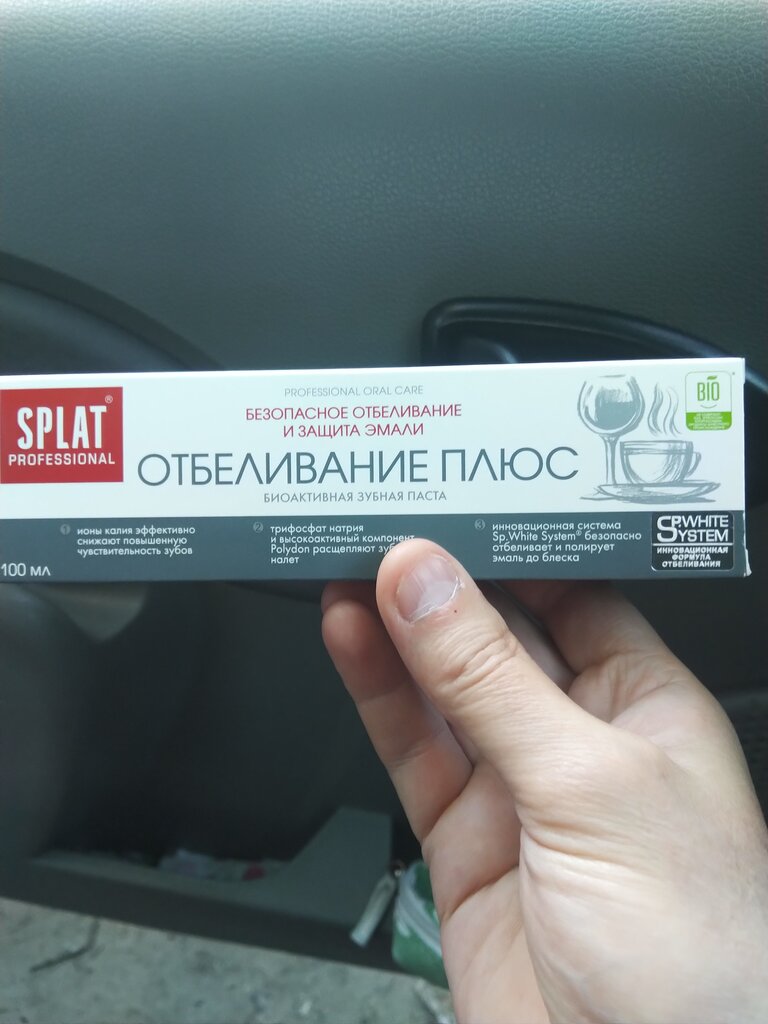 SPLAT®
PROFESSIONAL
PROFESSIONAL ORAL CARE
БЕЗОПАСНОЕ ОТБЕЛИВАНИЕ
И ЗАЩИТА ЭМАЛИ
ОТБЕЛИВАНИЕ ПЛЮС
БИОАКТИВНАЯ ЗУБНАЯ ПАСТА
BIO
1 ионы калия эффективно
снижают повышенную
чувствительность зубов
2 трифосфат натрия
и высокоактивный компонент
Polydon расщепляют
налет
3 инновационная система
Sp.White System® безопасно
отбеливает и полирует
эмаль до блеска
SP.WHITE
SYSTEM
ИННОВАЦИОННАЯ
ФОРМУЛА
ОТБЕЛИВАНИЯ
100 МЛ